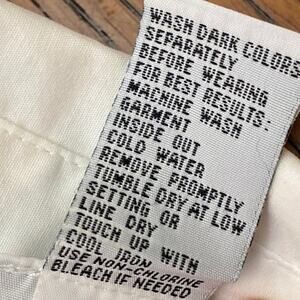 WASH DARK COLORS
SEPARATELY
BEFORE WEARING
FOR BEST RESULTS:
MACHINE WASH
GARMENT
INSIDE OUT
COLD WATER
REMOVE PROMPTLY
TUMBLE DRY AT LOW
SETTING OR
LINE DRY
TOUCH UP WITH
COOL IRON
USE NON-CHLORINE
BLEACH IF NEEDED